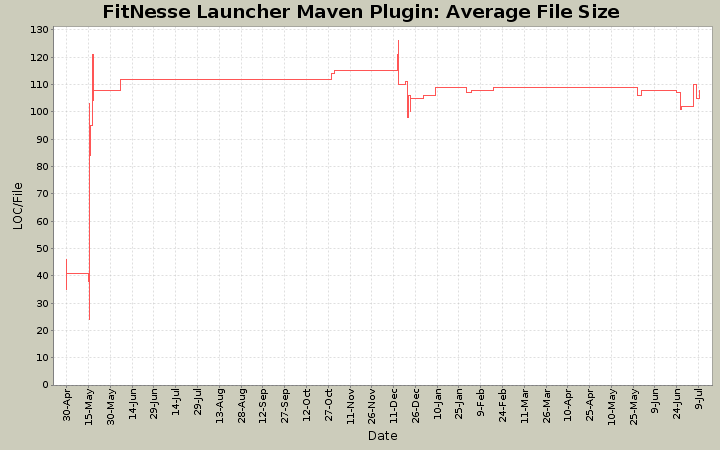 FitNesse Launcher Maven Plugin: Average File Size
LOC/File
130
120
110
100
90
80
70
60
50
40
30
20
10
0
30-Apr
15-May
30-May
14-Jun
29-Jun
14-Jul
29-Jul
13-Aug
28-Aug
12-Sep
27-Sep
12-Oct
27-Oct
11-Nov
26-Nov
11-Dec
26-Dec
10-Jan
25-Jan
9-Feb
24-Feb
11-Mar
26-Mar
10-Apr
25-Apr
10-May
25-May
9-Jun
24-Jun
9-Jul
Date